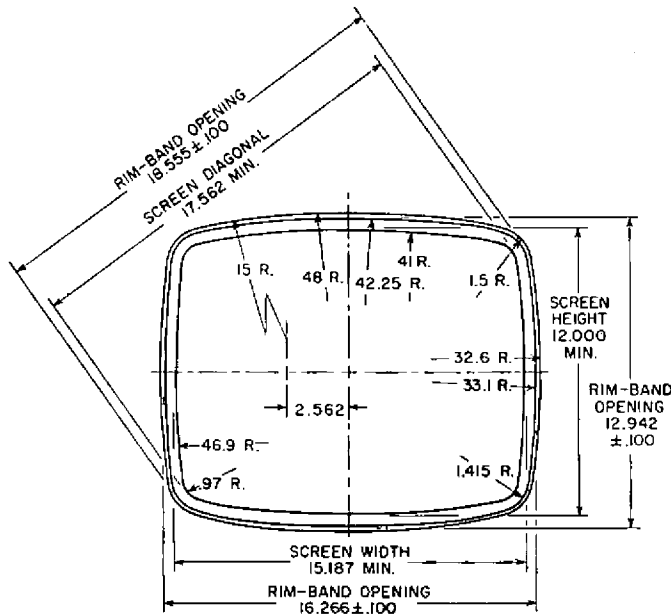 RIM-BAND OPENING
18.555±.100
SCREEN DIAGONAL
17.562 MIN.
15 R.
48 R.
42.25 R.
41 R.
1.5 R.
SCREEN
HEIGHT
12.000
MIN.
32.6 R.
33.1 R.
RIM-BAND
OPENING
12.942
±.100
2.562
46.9 R.
.97 R.
1.415 R.
SCREEN WIDTH
15.187 MIN.
RIM-BAND OPENING
16.266±.100